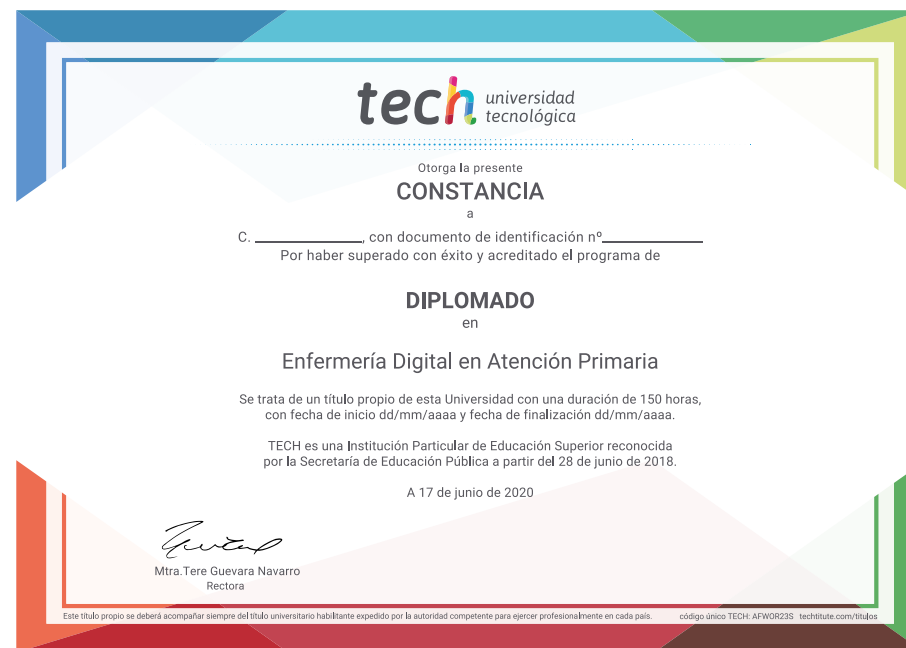 tech universidad
tecnológica
Otorga la presente
CONSTANCIA
a
C. ____________, con documento de identificación nº____________
Por haber superado con éxito y acreditado el programa de
DIPLOMADO
en
Enfermería Digital en Atención Primaria
Se trata de un título propio de esta Universidad con una duración de 150 horas,
con fecha de inicio dd/mm/aaaa y fecha de finalización dd/mm/aaaa.
TECH es una Institución Particular de Educación Superior reconocida
por la Secretaría de Educación Pública a partir del 28 de junio de 2018.
A 17 de junio de 2020
Mtra.Tere Guevara Navarro
Rectora
Este título propio se deberá acompañar siempre del título universitario habilitante expedido por la autoridad competente para ejercer profesionalmente en cada país. código único TECH: AFWOR23S techtitute.com/titulos